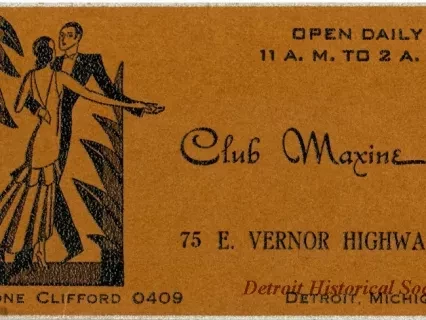 OPEN DAILY
11 A. M. TO 2 A.
Club Maxine
75 E. VERNOR HIGHWA
Detroit Historical Soc
ONE CLIFFORD 0409
DETROIT, MICHIG